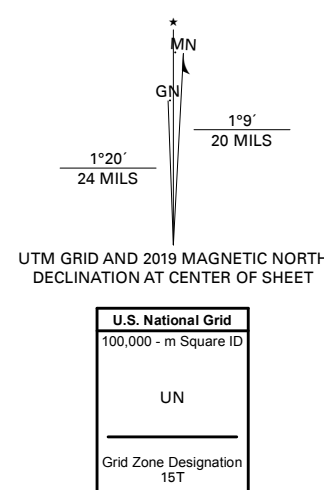 ★
MN
GN
1°9´
20 MILS
1°20´
24 MILS
UTM GRID AND 2019 MAGNETIC NORTH
DECLINATION AT CENTER OF SHEET
U.S. National Grid
100,000 - m Square ID
UN
Grid Zone Designation
15T